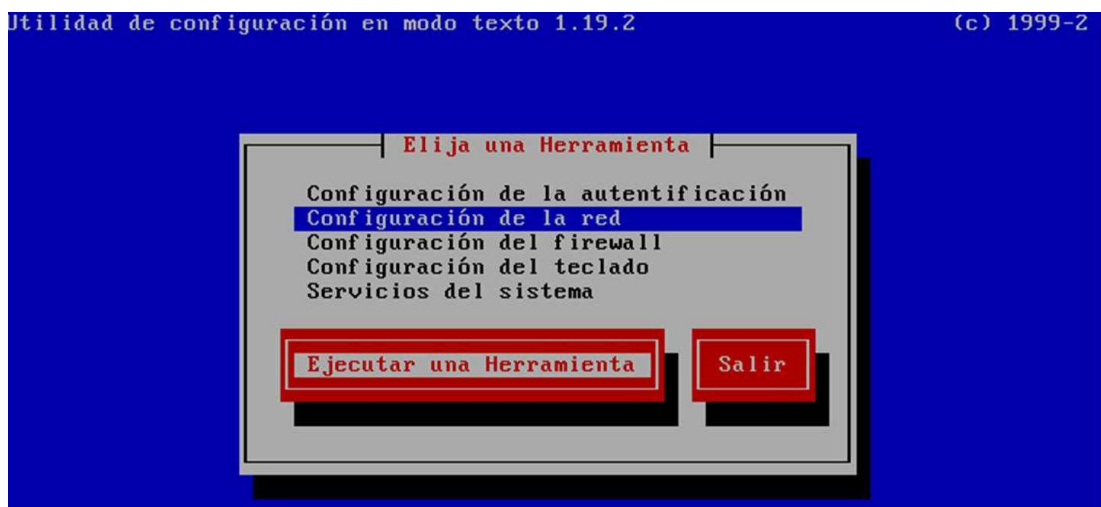 Utilidad de configuración en modo texto 1.19.2 (c) 1999-2
Elija una Herramienta
Configuración de la autentificación
Configuración de la red
Configuración del firewall
Configuración del teclado
Servicios del sistema
Ejecutar una Herramienta Salir